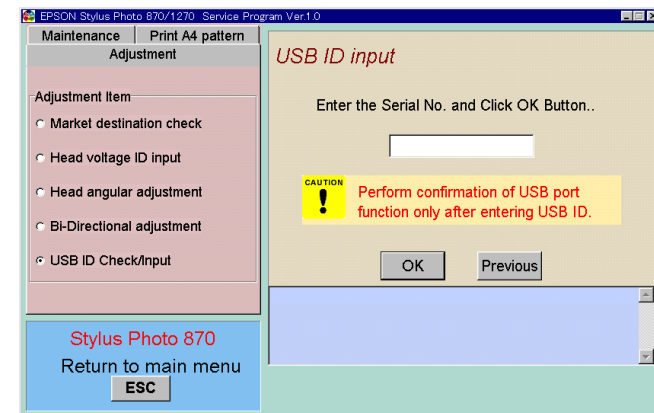 EPSON Stylus Photo 870/1270 Service Program Ver.1.0
Maintenance
Print A4 pattern
Adjustment
Adjustment Item
Market destination check
Head voltage ID input
Head angular adjustment
Bi-Directional adjustment
USB ID Check/Input
Stylus Photo 870
Return to main menu
ESC
USB ID input
Enter the Serial No. and Click OK Button..
CAUTION
Perform confirmation of USB port
function only after entering USB ID.
OK
Previous